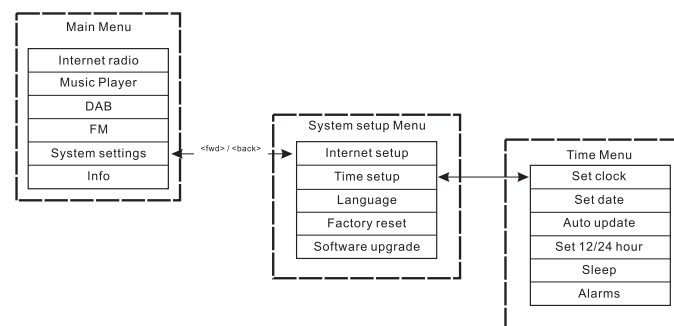 Main Menu
Internet radio
Music Player
DAB
FM
System settings
Info
<fwd> / <back>
System setup Menu
Internet setup
Time setup
Language
Factory reset
Software upgrade
Time Menu
Set clock
Set date
Auto update
Set 12/24 hour
Sleep
Alarms